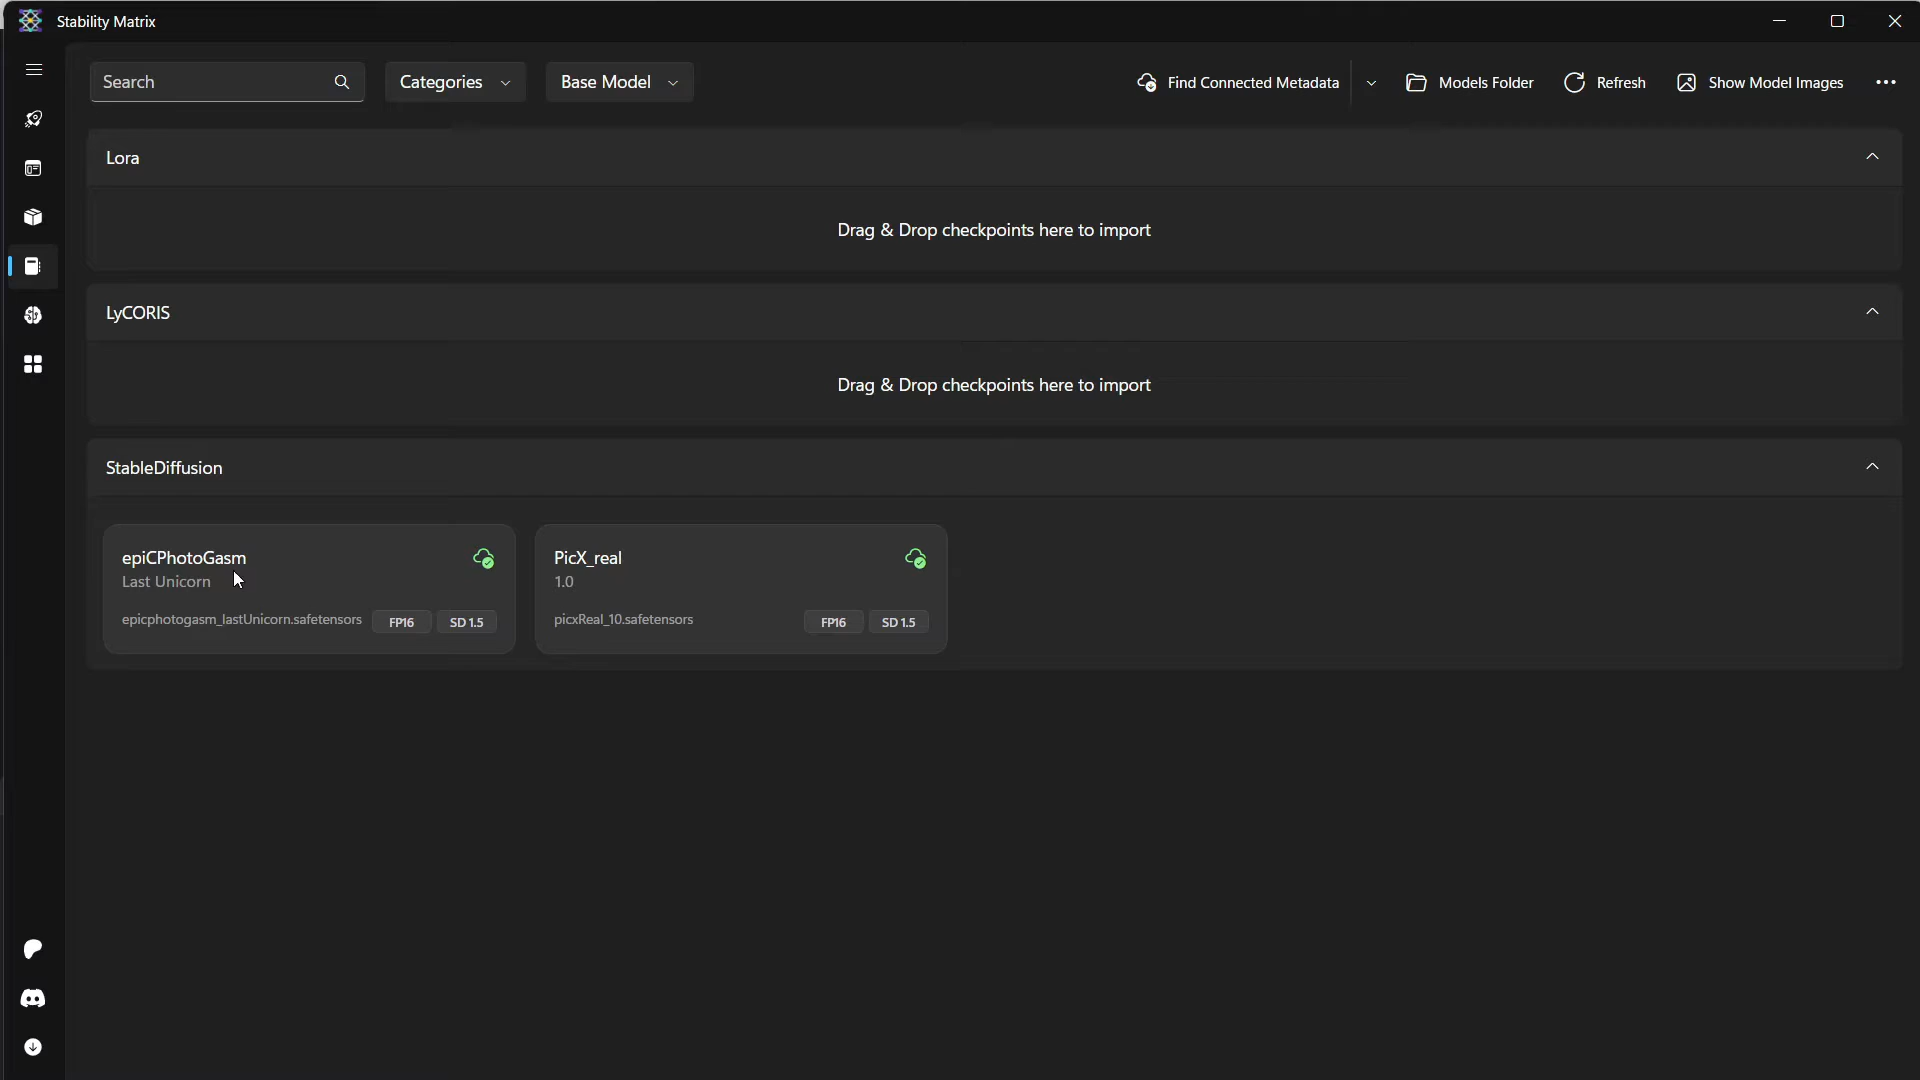 Stability Matrix
Search
Categories
Base Model
Find Connected Metadata
Models Folder
Refresh
Show Model Images
Lora
Drag & Drop checkpoints here to import
LyCORIS
Drag & Drop checkpoints here to import
StableDiffusion
epiCPhotoGasm
Last Unicorn
epicphotogasm_lastUnicorn.safetensors
FP16
SD 1.5
PicX_real
1.0
picxReal_10.safetensors
FP16
SD 1.5